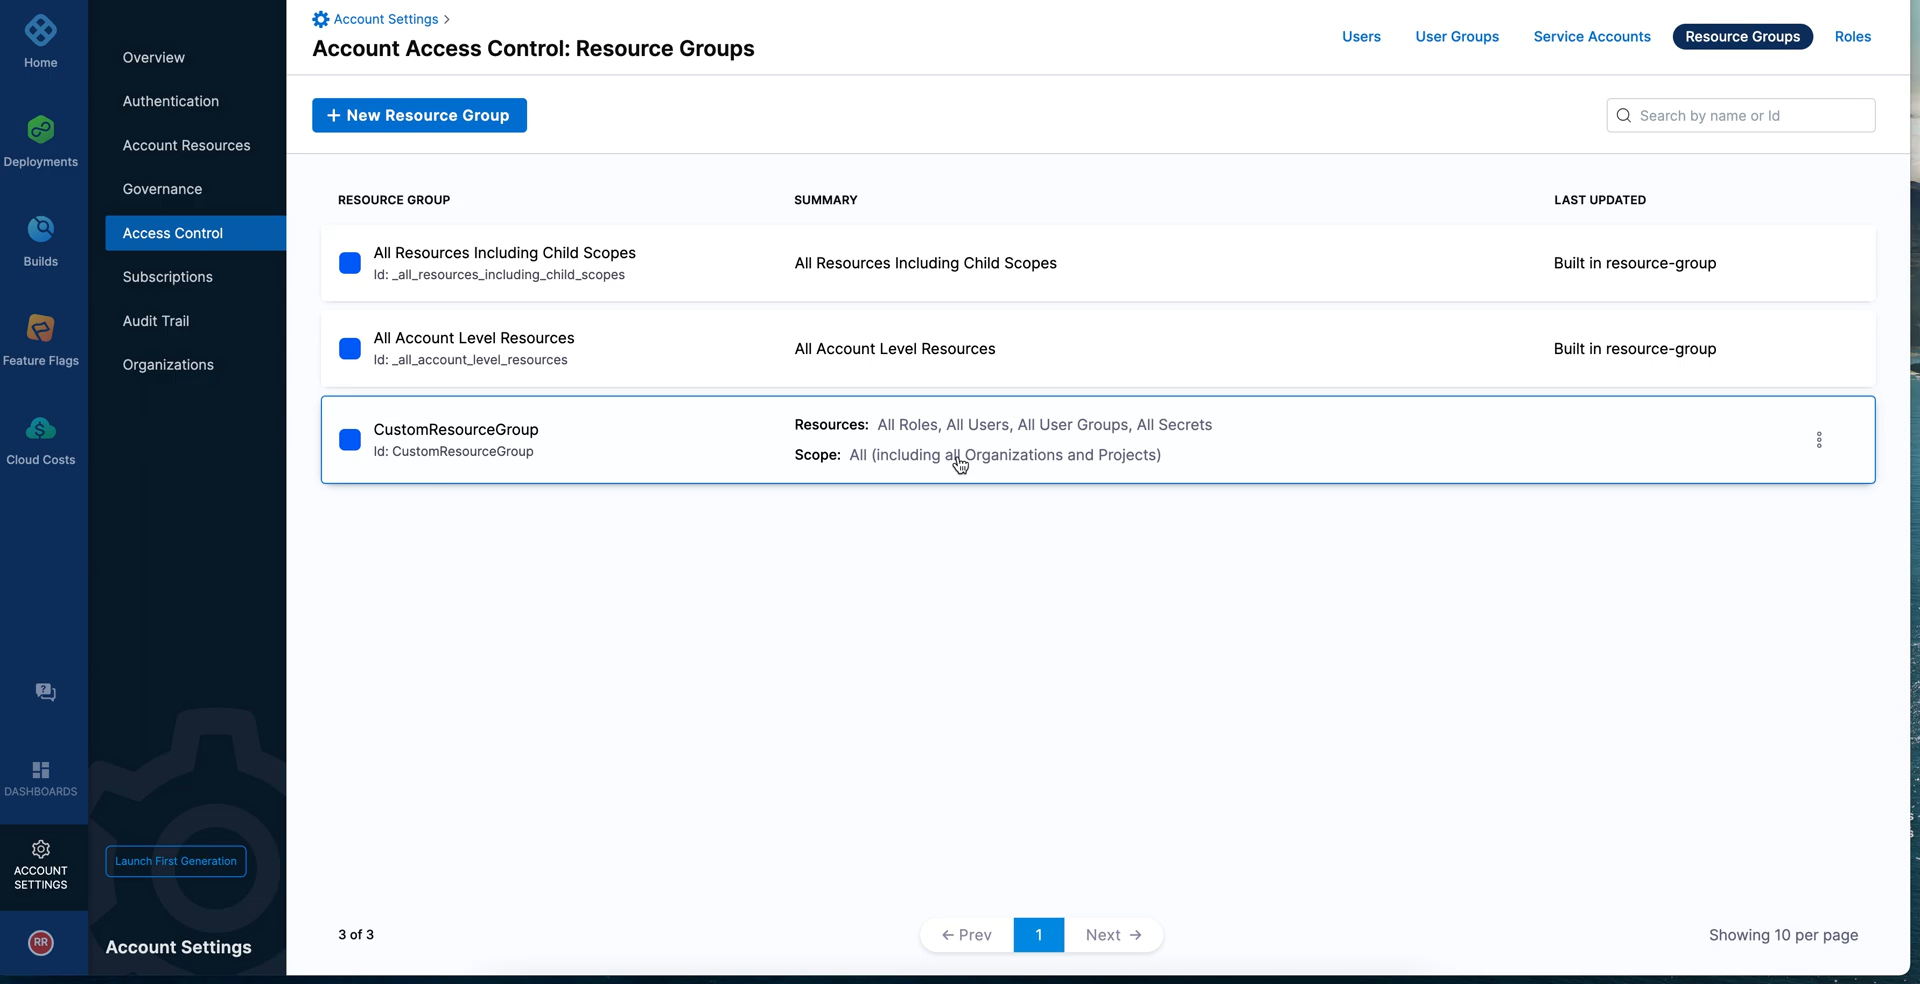 Home
Deployments
Builds
Feature Flags
Cloud Costs
DASHBOARDS
ACCOUNT
SETTINGS
RR
Overview
Authentication
Account Resources
Governance
Access Control
Subscriptions
Audit Trail
Organizations
Launch First Generation
Account Settings
Account Settings >
Account Access Control: Resource Groups
Users User Groups Service Accounts Resource Groups Roles
+ New Resource Group
Search by name or Id
RESOURCE GROUP SUMMARY LAST UPDATED
All Resources Including Child Scopes
Id: _all_resources_including_child_scopes
All Resources Including Child Scopes
Built in resource-group
All Account Level Resources
Id: _all_account_level_resources
All Account Level Resources
Built in resource-group
CustomResourceGroup
Id: CustomResourceGroup
Resources: All Roles, All Users, All User Groups, All Secrets
Scope: All (including all Organizations and Projects)
3 of 3
← Prev 1 Next →
Showing 10 per page